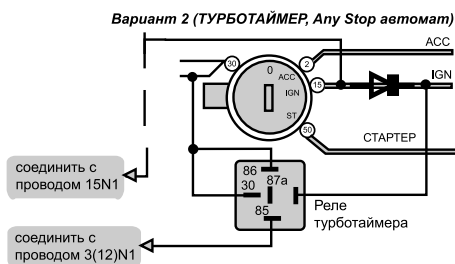 Вариант 2 (ТУРБОТАЙМЕР, Any Stop автомат)
ACC
30
0
2
ACC
IGN
15
IGN
ST
50
СТАРТЕР
соединить с
проводом 15N1
86
30
87a
85
Реле
турботаймера
соединить с
проводом 3(12)N1